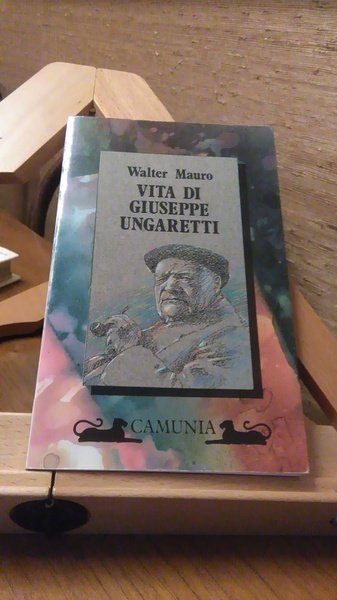 Walter Mauro
VITA DI
GIUSEPPE
UNGARETTI
CAMUNIA